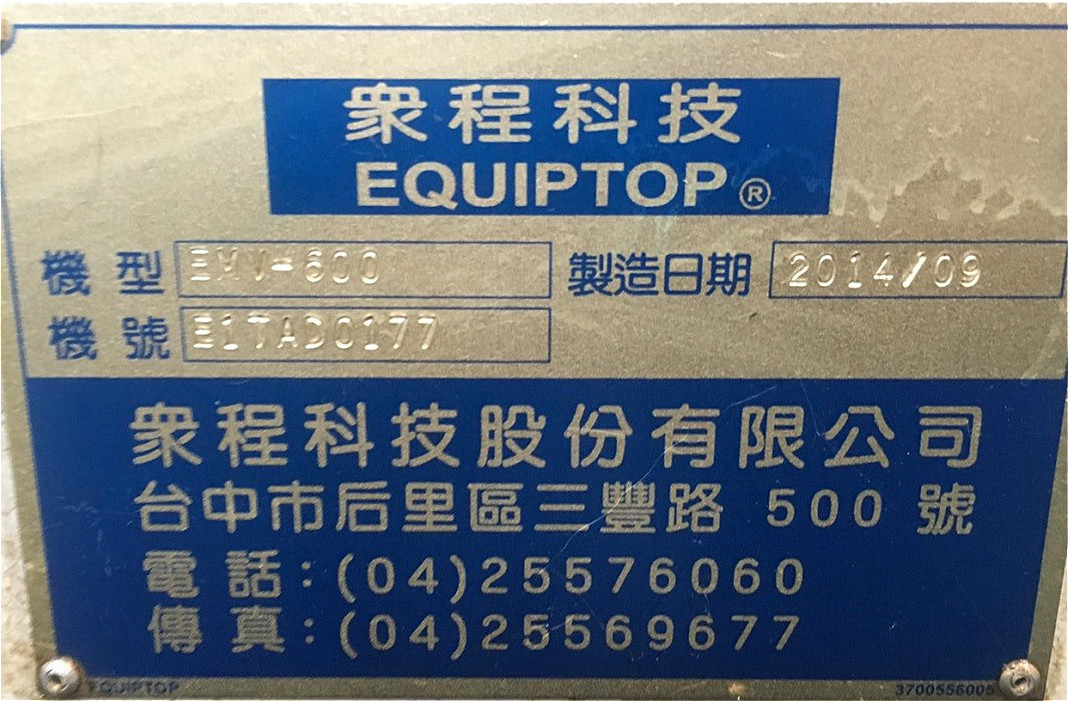 眾程科技
EQUIPTOP®
機型 EMV-600 製造日期 2014/09
機號 E1TAD0177
眾程科技股份有限公司
台中市后里區三豐路 500 號
電話:(04)25576060
傳真:(04)25569677
EQUIPTOP 3700556005